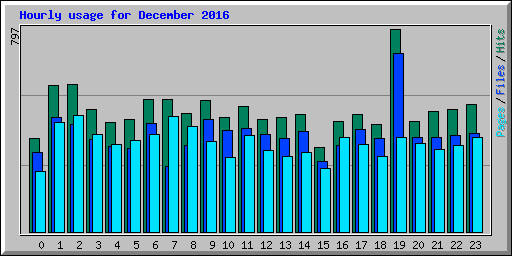 Hourly usage for December 2016
797
Pages/Files/Hits
0 1 2 3 4 5 6 7 8 9 10 11 12 13 14 15 16 17 18 19 20 21 22 23